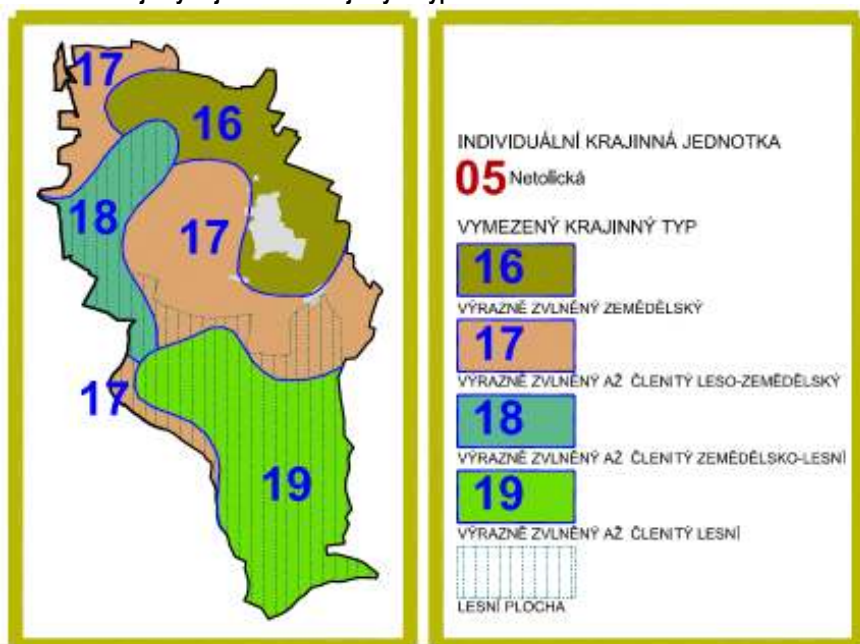 17
16
18
17
17
19
INDIVIDUÁLNÍ KRAJINNÁ JEDNOTKA
05 Netolická
VYMEZENÝ KRAJINNÝ TYP
16
VÝRAZNĚ ZVLNĚNÝ ZEMĚDĚLSKÝ
17
VÝRAZNĚ ZVLNĚNÝ AŽ ČLENITÝ LESO-ZEMĚDĚLSKÝ
18
VÝRAZNĚ ZVLNĚNÝ AŽ ČLENITÝ ZEMĚDĚLSKO-LESNÍ
19
VÝRAZNĚ ZVLNĚNÝ AŽ ČLENITÝ LESNÍ
LESNÍ PLOCHA